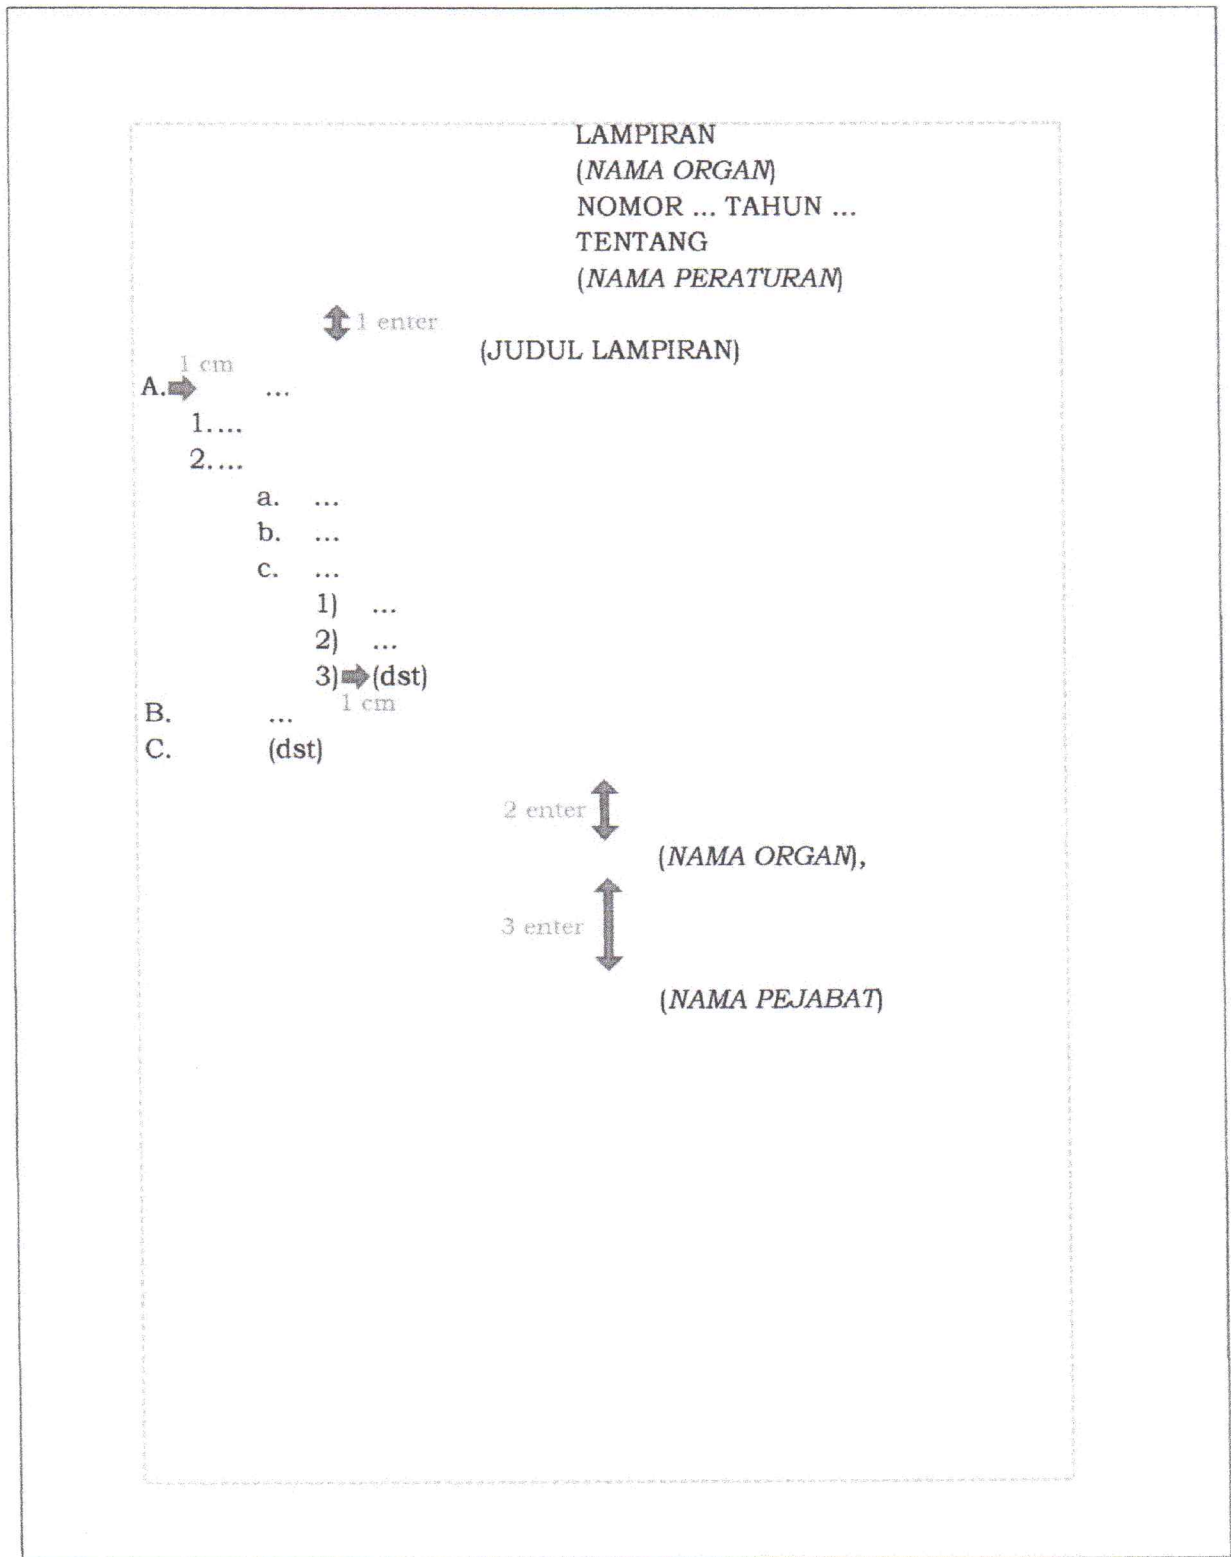 LAMPIRAN
(NAMA ORGAN)
NOMOR ... TAHUN ...
TENTANG
(NAMA PERATURAN)
1 enter
(JUDUL LAMPIRAN)
1 cm
A. ...
1. ...
2. ...
a. ...
b. ...
c. ...
1) ...
2) ...
3) (dst)
1 cm
B. ...
C. (dst)
2 enter
(NAMA ORGAN),
3 enter
(NAMA PEJABAT)